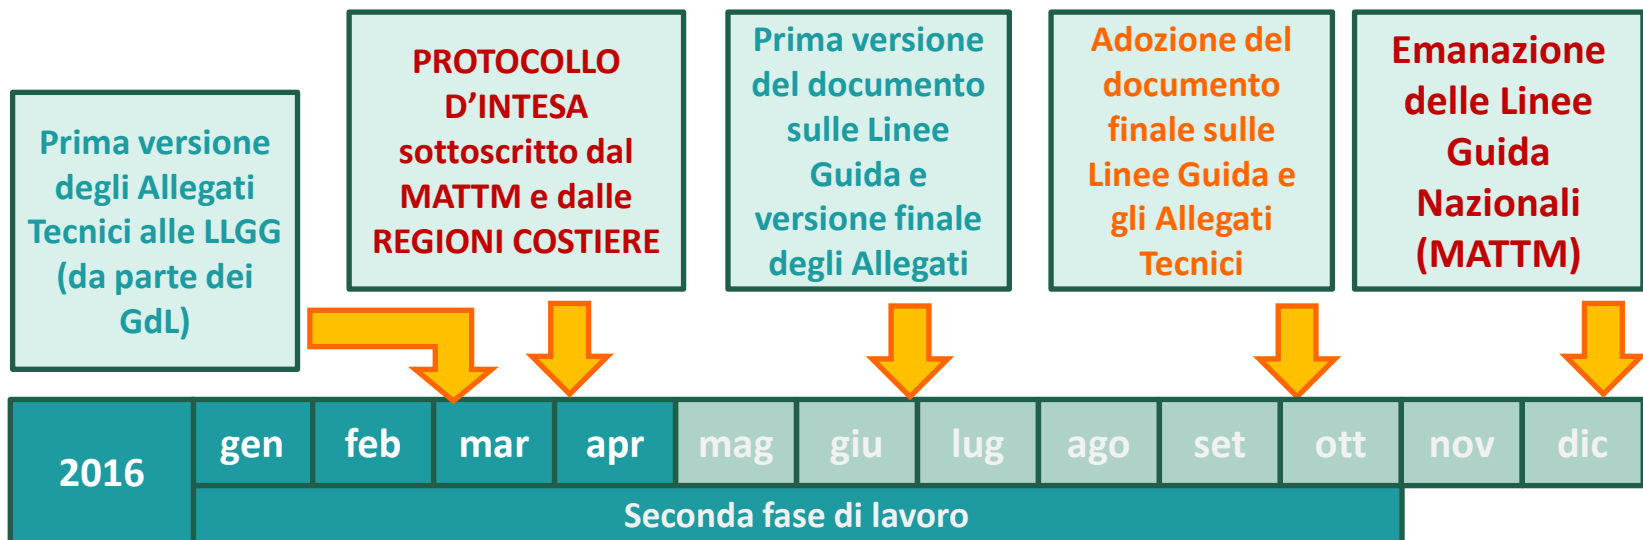 Prima versione
degli Allegati
Tecnici alle LLGG
(da parte dei
GdL)
PROTOCOLLO
D’INTESA
sottoscritto dal
MATTM e dalle
REGIONI COSTIERE
Prima versione
del documento
sulle Linee
Guida e
versione finale
degli Allegati
Adozione del
documento
finale sulle
Linee Guida e
gli Allegati
Tecnici
Emanazione
delle Linee
Guida
Nazionali
(MATTM)
2016
gen feb mar apr mag giu lug ago set ott nov dic
Seconda fase di lavoro